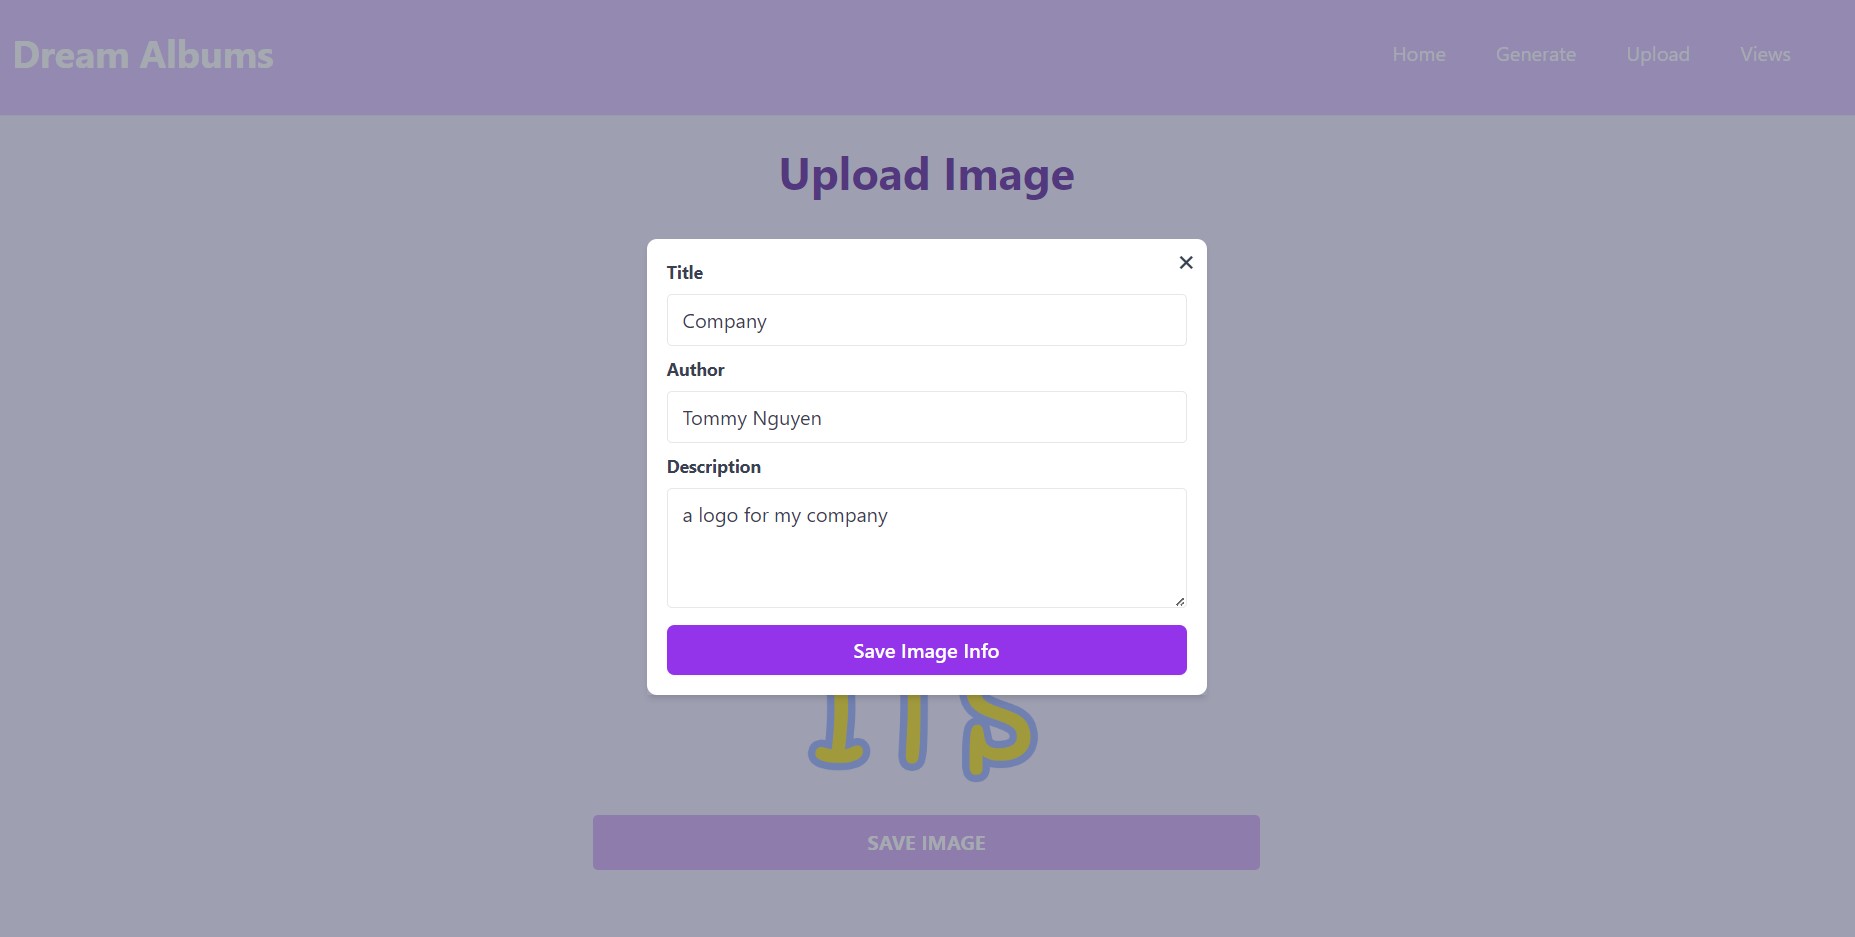 Dream Albums
Home Generate Upload Views
Upload Image
Title
Company
Author
Tommy Nguyen
Description
a logo for my company
Save Image Info
SAVE IMAGE